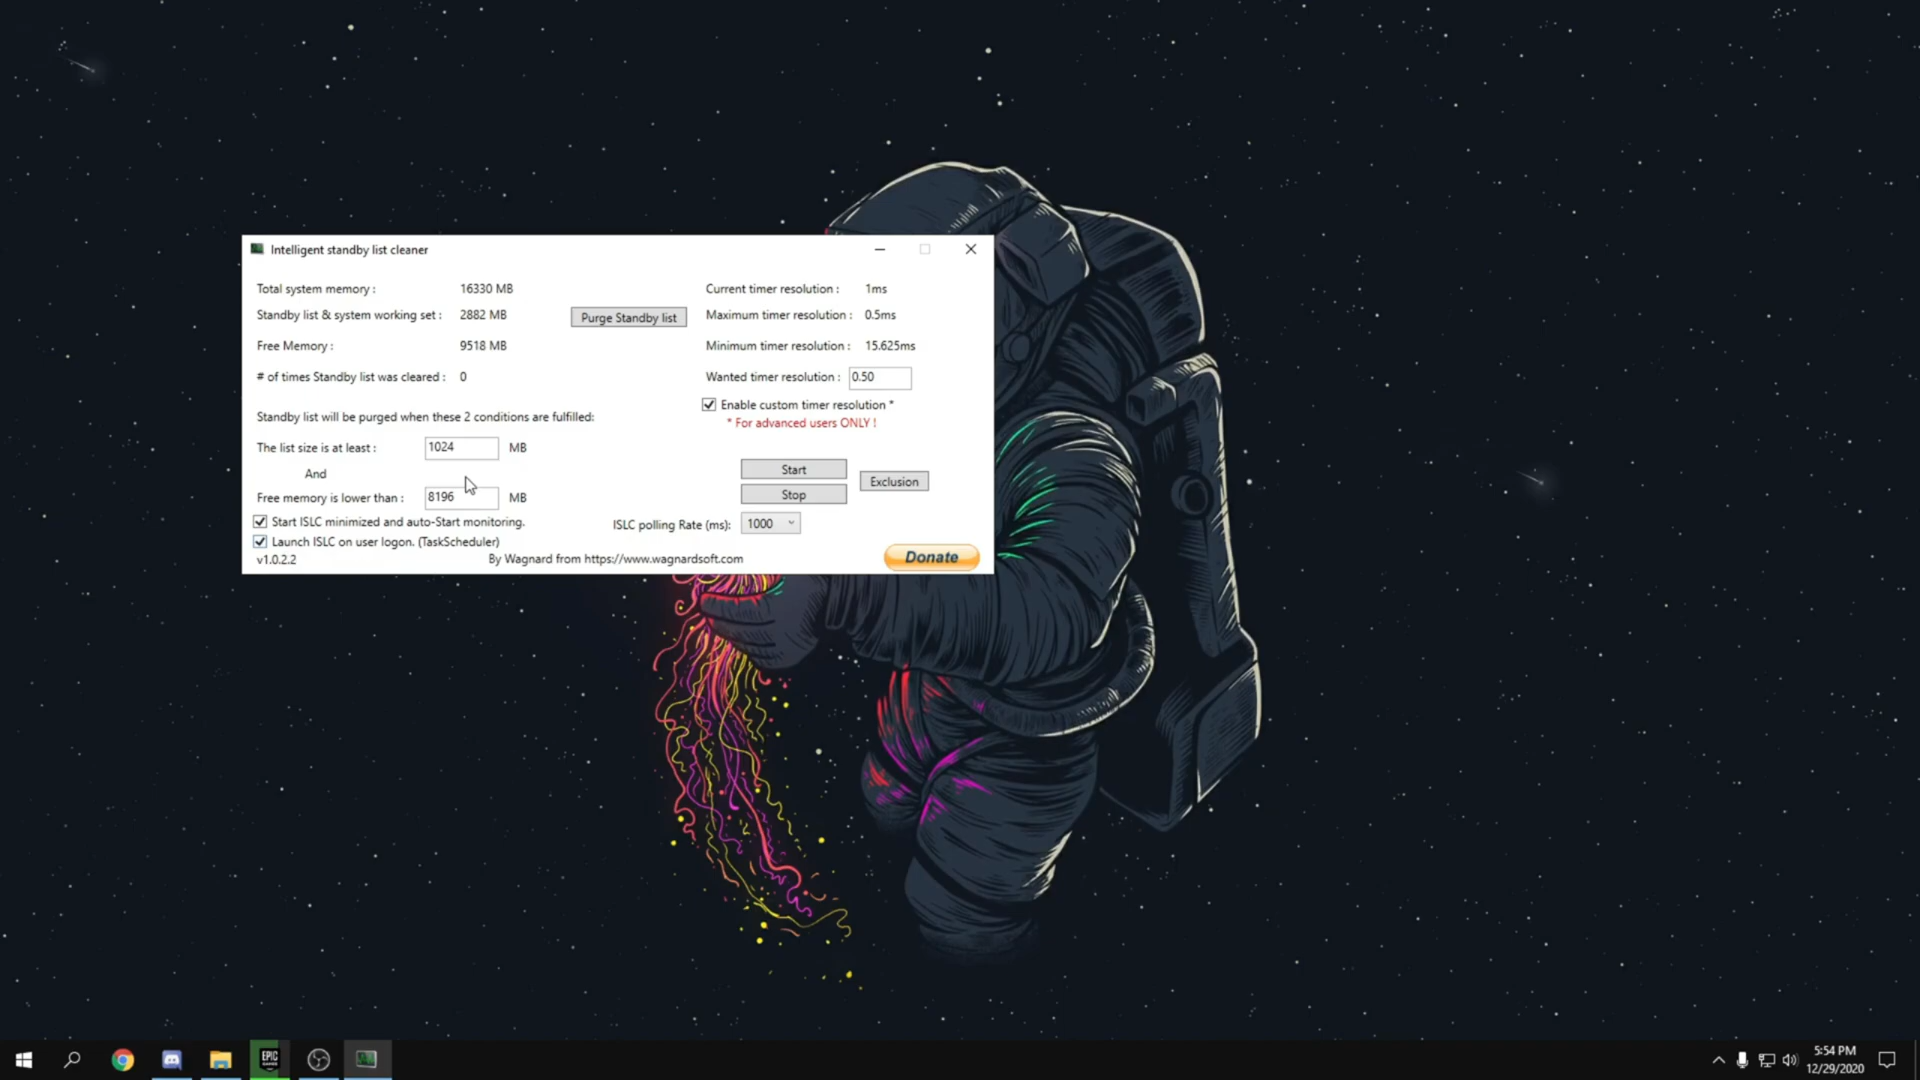 Intelligent standby list cleaner
Total system memory : 16330 MB
Standby list & system working set : 2882 MB
Purge Standby list
Free Memory : 9518 MB
# of times Standby list was cleared : 0
Standby list will be purged when these 2 conditions are fulfilled:
The list size is at least : 1024 MB
And
Free memory is lower than : 8196 MB
Start ISLC minimized and auto-Start monitoring.
Launch ISLC on user logon. (TaskScheduler)
v1.0.2.2
Current timer resolution : 1ms
Maximum timer resolution : 0.5ms
Minimum timer resolution : 15.625ms
Wanted timer resolution : 0.50
Enable custom timer resolution *
* For advanced users ONLY !
Start
Stop
Exclusion
ISLC polling Rate (ms): 1000
By Wagnard from https://www.wagnardsoft.com
Donate
EPIC
GAMES
5:54 PM
12/29/2020